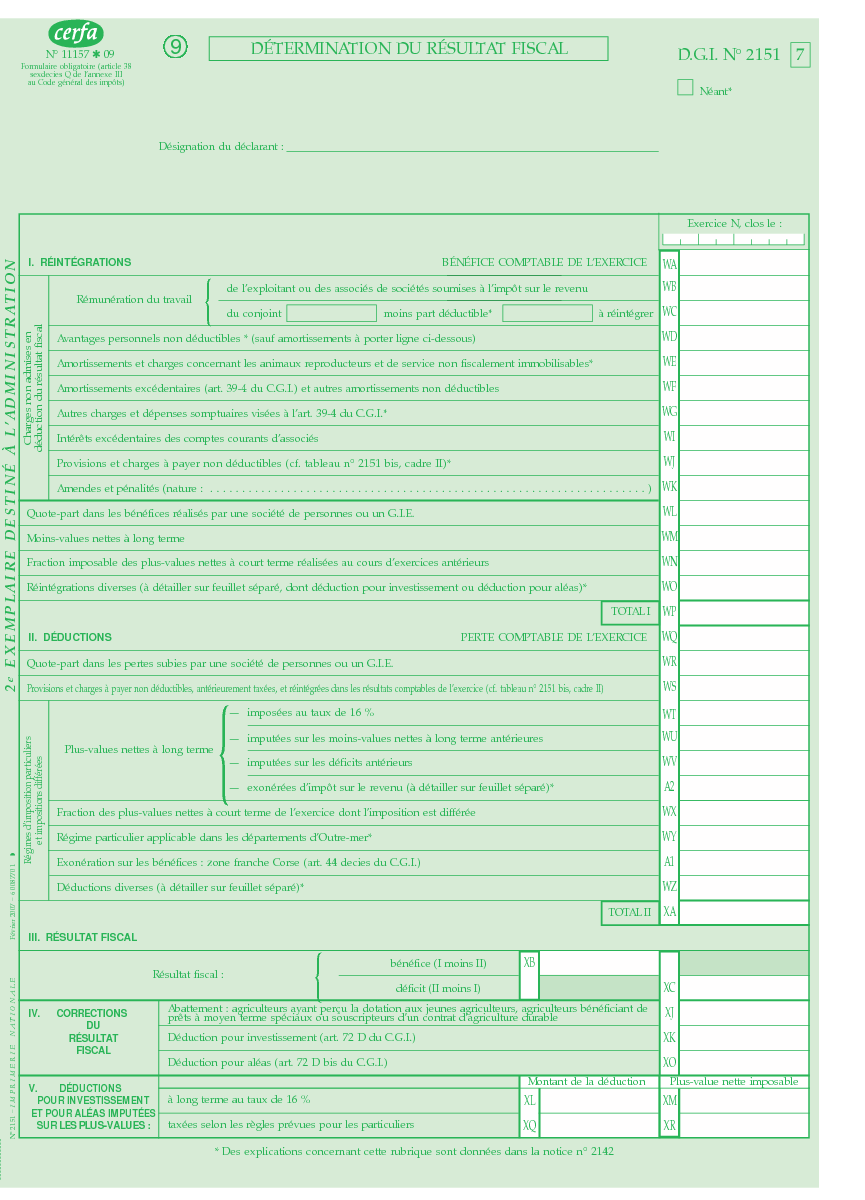 cerfa
N° 11157 ✱ 09
Formulaire obligatoire (article 38
sexdecies Q de l'annexe III
au Code général des impôts)
9
DÉTERMINATION DU RÉSULTAT FISCAL
D.G.I. N° 2151 7
Néant*
Désignation du déclarant :
2e EXEMPLAIRE DESTINÉ À L'ADMINISTRATION
Exercice N, clos le :
I. RÉINTÉGRATIONS BÉNÉFICE COMPTABLE DE L'EXERCICE WA
Charges non admises en
déduction du résultat fiscal
Rémunération du travail
de l'exploitant ou des associés de sociétés soumises à l'impôt sur le revenu WB
du conjoint moins part déductible* à réintégrer WC
Avantages personnels non déductibles * (sauf amortissements à porter ligne ci-dessous) WD
Amortissements et charges concernant les animaux reproducteurs et de service non fiscalement immobilisables* WE
Amortissements excédentaires (art. 39-4 du C.G.I.) et autres amortissements non déductibles WF
Autres charges et dépenses somptuaires visées à l'art. 39-4 du C.G.I.* WG
Intérêts excédentaires des comptes courants d'associés WI
Provisions et charges à payer non déductibles (cf. tableau n° 2151 bis, cadre II)* WJ
Amendes et pénalités (nature : . . . . . . . . . . . . . . . . . . . . . . . . . . . . . . . . . . . . . . . . ) WK
Quote-part dans les bénéfices réalisés par une société de personnes ou un G.I.E. WL
Moins-values nettes à long terme WM
Fraction imposable des plus-values nettes à court terme réalisées au cours d'exercices antérieurs WN
Réintégrations diverses (à détailler sur feuillet séparé, dont déduction pour investissement ou déduction pour aléas)* WO
TOTAL I WP
II. DÉDUCTIONS PERTE COMPTABLE DE L'EXERCICE WQ
Quote-part dans les pertes subies par une société de personnes ou un G.I.E. WR
Provisions et charges à payer non déductibles, antérieurement taxées, et réintégrées dans les résultats comptables de l'exercice (cf. tableau n° 2151 bis, cadre II) WS
Régimes d'imposition particuliers
et impositions différées
Plus-values nettes à long terme
— imposées au taux de 16 % WT
— imputées sur les moins-values nettes à long terme antérieures WU
— imputées sur les déficits antérieurs WV
— exonérées d'impôt sur le revenu (à détailler sur feuillet séparé)* A2
Fraction des plus-values nettes à court terme de l'exercice dont l'imposition est différée WX
Régime particulier applicable dans les départements d'Outre-mer* WY
Exonération sur les bénéfices : zone franche Corse (art. 44 decies du C.G.I.) A1
Déductions diverses (à détailler sur feuillet séparé)* WZ
TOTAL II XA
III. RÉSULTAT FISCAL
Résultat fiscal :
bénéfice (I moins II) XB
déficit (II moins I) XC
IV. CORRECTIONS
DU
RÉSULTAT
FISCAL
Abattement : agriculteurs ayant perçu la dotation aux jeunes agriculteurs, agriculteurs bénéficiant de
prêts à moyen terme spéciaux ou souscripteurs d'un contrat d'agriculture durable XJ
Déduction pour investissement (art. 72 D du C.G.I.) XK
Déduction pour aléas (art. 72 D bis du C.G.I.) XO
V. DÉDUCTIONS
POUR INVESTISSEMENT
ET POUR ALÉAS IMPUTÉES
SUR LES PLUS-VALUES :
Montant de la déduction Plus-value nette imposable
à long terme au taux de 16 % XL XM
taxées selon les règles prévues pour les particuliers XQ XR
* Des explications concernant cette rubrique sont données dans la notice n° 2142
N° 2151 – IMPRIMERIE NATIONALE